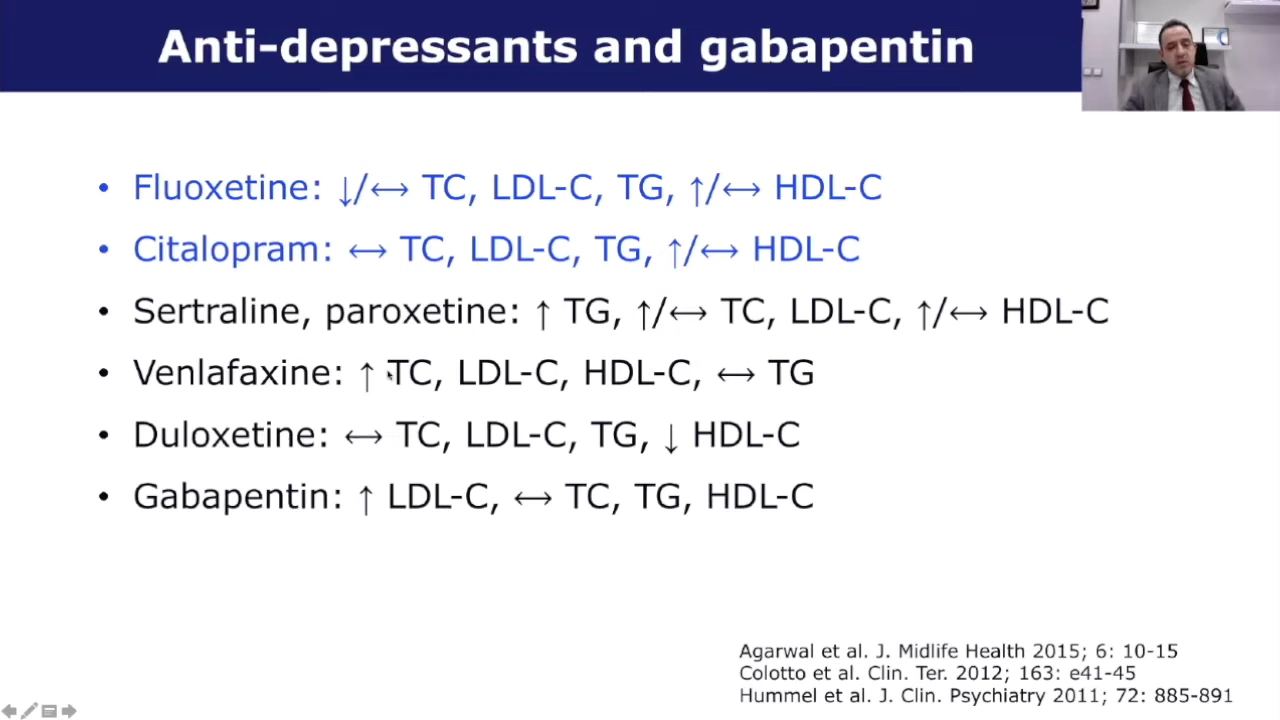 Anti-depressants and gabapentin
• Fluoxetine: ↓/↔ TC, LDL-C, TG, ↑/↔ HDL-C
• Citalopram: ↔ TC, LDL-C, TG, ↑/↔ HDL-C
• Sertraline, paroxetine: ↑ TG, ↑/↔ TC, LDL-C, ↑/↔ HDL-C
• Venlafaxine: ↑ TC, LDL-C, HDL-C, ↔ TG
• Duloxetine: ↔ TC, LDL-C, TG, ↓ HDL-C
• Gabapentin: ↑ LDL-C, ↔ TC, TG, HDL-C
Agarwal et al. J. Midlife Health 2015; 6: 10-15
Colotto et al. Clin. Ter. 2012; 163: e41-45
Hummel et al. J. Clin. Psychiatry 2011; 72: 885-891